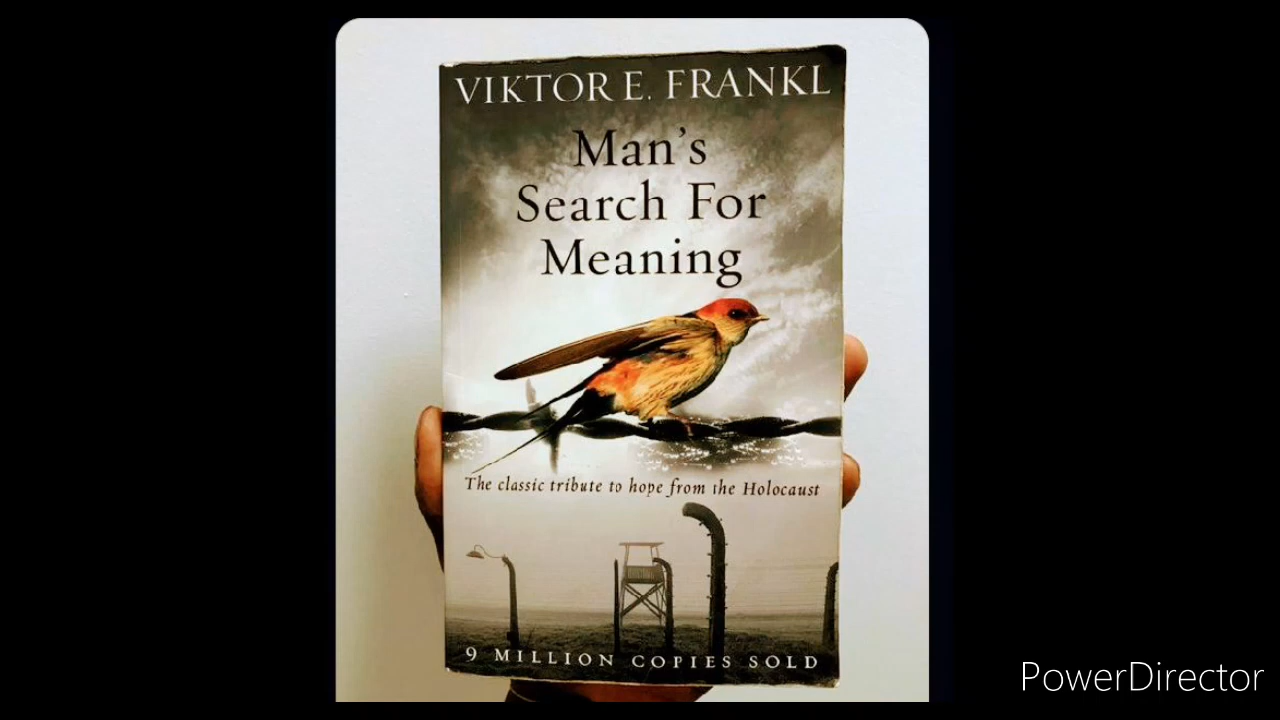 VIKTOR E. FRANKL
Man's
Search For
Meaning
The classic tribute to hope from the Holocaust
9 MILLION COPIES SOLD
PowerDirector